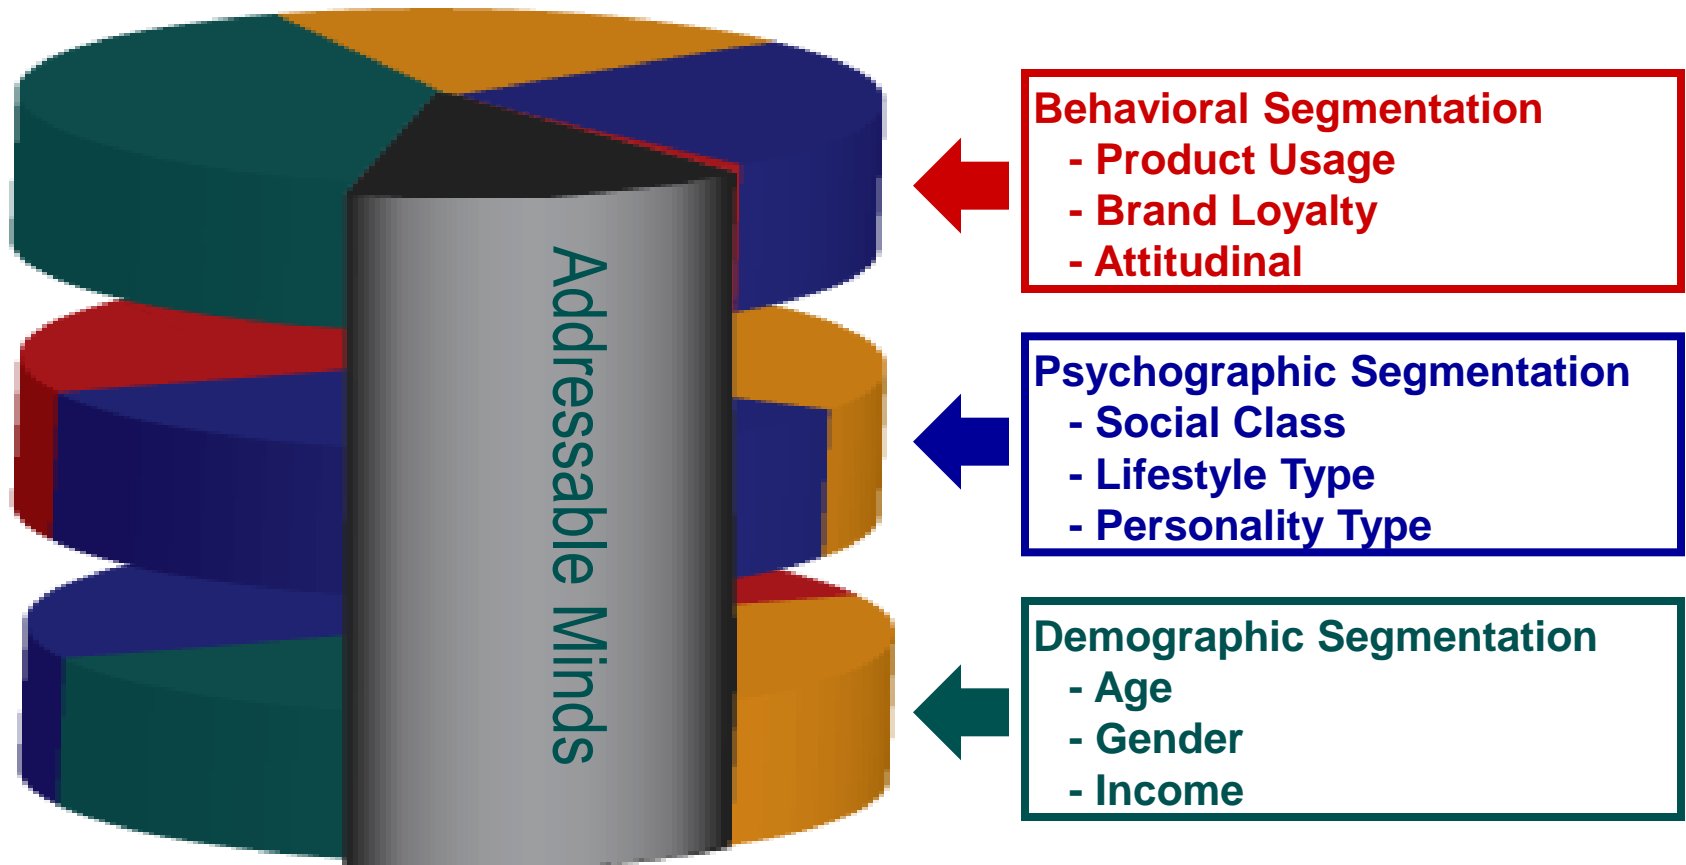 Addressable Minds
Behavioral Segmentation
- Product Usage
- Brand Loyalty
- Attitudinal
Psychographic Segmentation
- Social Class
- Lifestyle Type
- Personality Type
Demographic Segmentation
- Age
- Gender
- Income